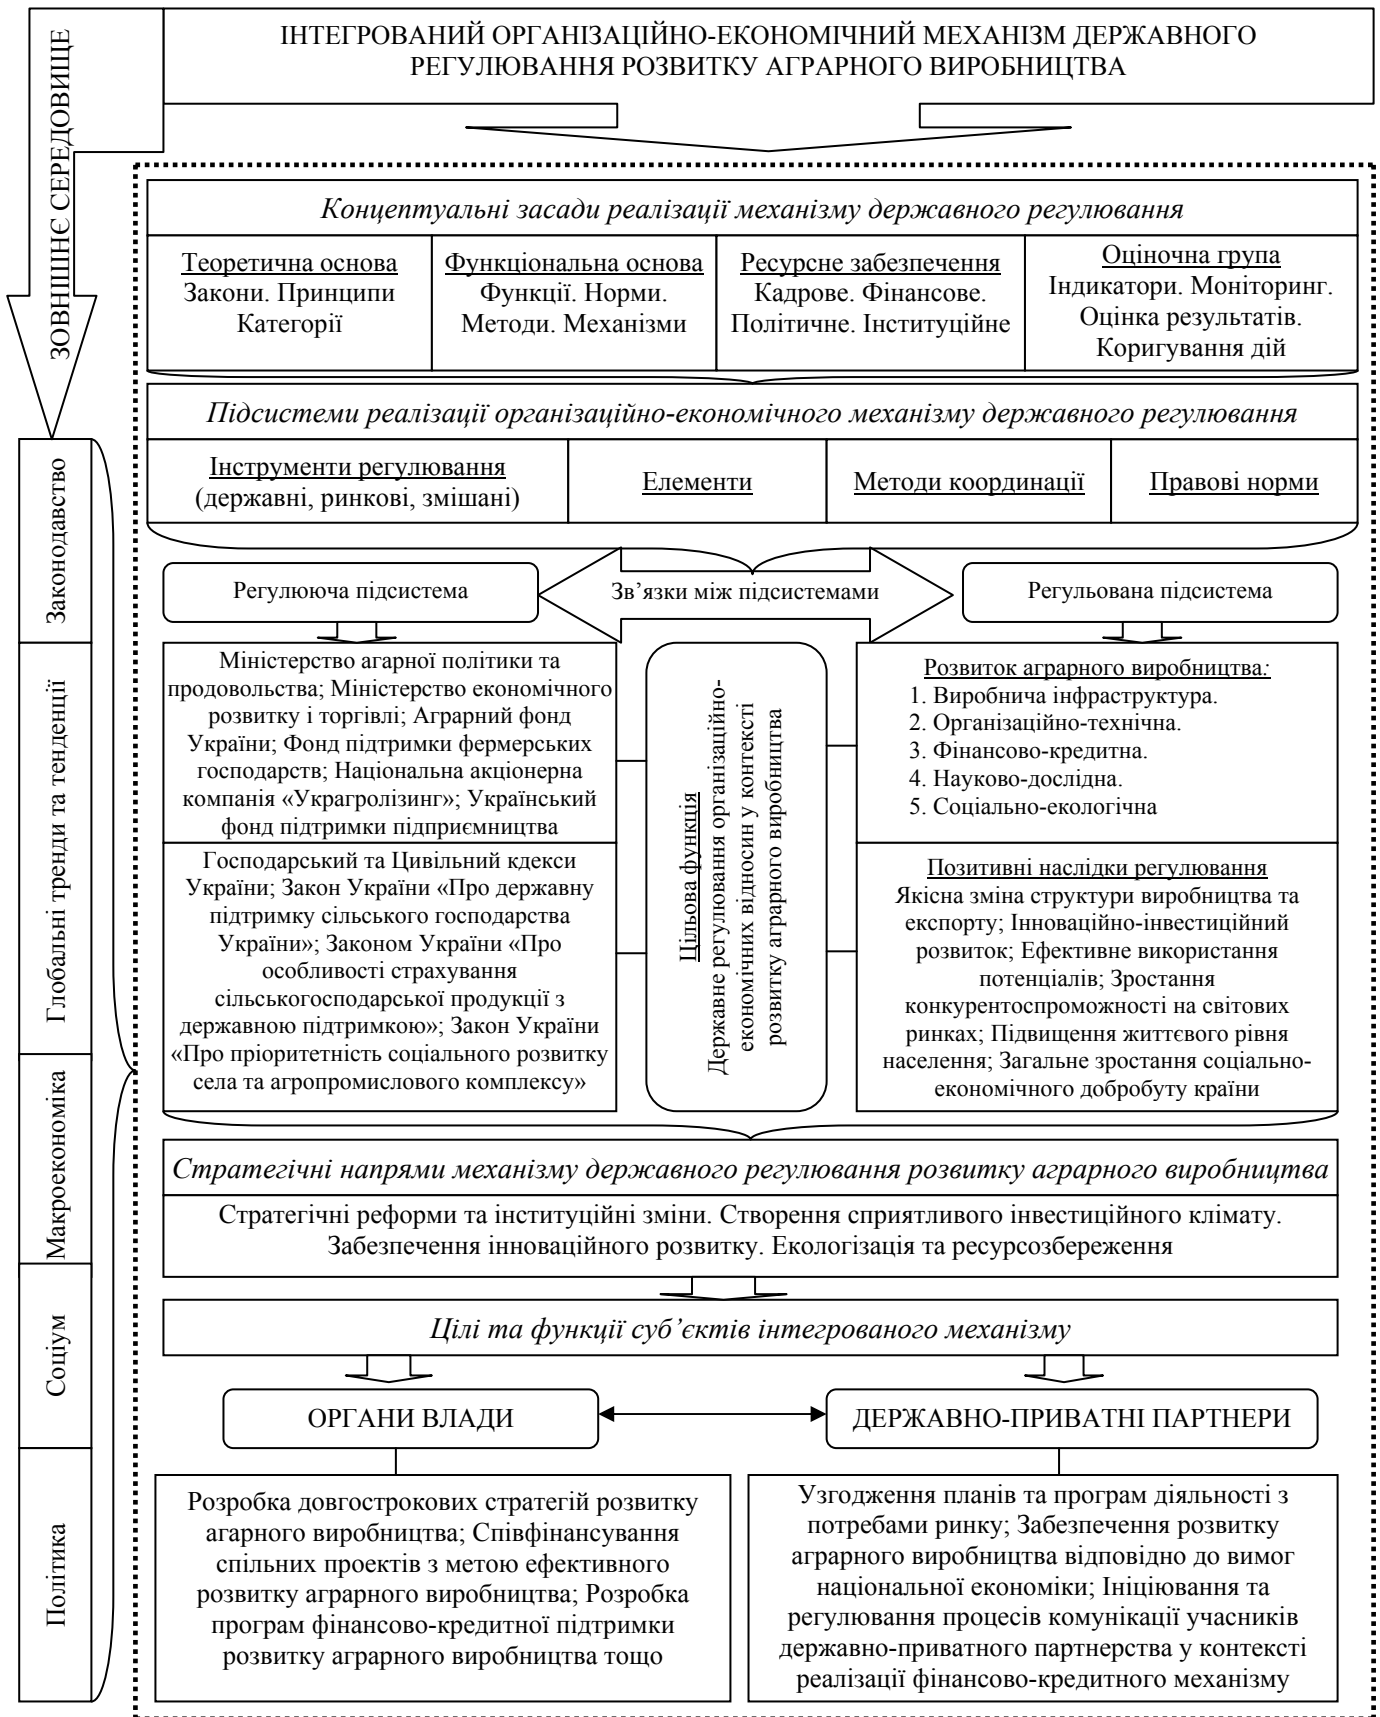 ІНТЕГРОВАНИЙ ОРГАНІЗАЦІЙНО-ЕКОНОМІЧНИЙ МЕХАНІЗМ ДЕРЖАВНОГО
РЕГУЛЮВАННЯ РОЗВИТКУ АГРАРНОГО ВИРОБНИЦТВА
ЗОВНІШНЄ СЕРЕДОВИЩЕ
Концептуальні засади реалізації механізму державного регулювання
Теоретична основа
Закони. Принципи
Категорії
Функціональна основа
Функції. Норми.
Методи. Механізми
Ресурсне забезпечення
Кадрове. Фінансове.
Політичне. Інституційне
Оціночна група
Індикатори. Моніторинг.
Оцінка результатів.
Коригування дій
Підсистеми реалізації організаційно-економічного механізму державного регулювання
Інструменти регулювання
(державні, ринкові, змішані)
Елементи
Методи координації
Правові норми
Законодавство
Глобальні тренди та тенденції
Макроекономіка
Соціум
Політика
Регулююча підсистема
Зв’язки між підсистемами
Регульована підсистема
Міністерство агарної політики та
продовольства; Міністерство економічного
розвитку і торгівлі; Аграрний фонд
України; Фонд підтримки фермерських
господарств; Національна акціонерна
компанія «Украгролізинг»; Український
фонд підтримки підприємництва
Господарський та Цивільний кдекси
України; Закон України «Про державну
підтримку сільського господарства
України»; Законом України «Про
особливості страхування
сільськогосподарської продукції з
державною підтримкою»; Закон України
«Про пріоритетність соціального розвитку
села та агропромислового комплексу»
Цільова функція
Державне регулювання організаційно-
економічних відносин у контексті
розвитку аграрного виробництва
Розвиток аграрного виробництва:
1. Виробнича інфраструктура.
2. Організаційно-технічна.
3. Фінансово-кредитна.
4. Науково-дослідна.
5. Соціально-екологічна
Позитивні наслідки регулювання
Якісна зміна структури виробництва та
експорту; Інноваційно-інвестиційний
розвиток; Ефективне використання
потенціалів; Зростання
конкурентоспроможності на світових
ринках; Підвищення життєвого рівня
населення; Загальне зростання соціально-
економічного добробуту країни
Стратегічні напрями механізму державного регулювання розвитку аграрного виробництва
Стратегічні реформи та інституційні зміни. Створення сприятливого інвестиційного клімату.
Забезпечення інноваційного розвитку. Екологізація та ресурсозбереження
Цілі та функції суб’єктів інтегрованого механізму
ОРГАНИ ВЛАДИ
ДЕРЖАВНО-ПРИВАТНІ ПАРТНЕРИ
Розробка довгострокових стратегій розвитку
агарного виробництва; Співфінансування
спільних проектів з метою ефективного
розвитку аграрного виробництва; Розробка
програм фінансово-кредитної підтримки
розвитку аграрного виробництва тощо
Узгодження планів та програм діяльності з
потребами ринку; Забезпечення розвитку
аграрного виробництва відповідно до вимог
національної економіки; Ініціювання та
регулювання процесів комунікації учасників
державно-приватного партнерства у контексті
реалізації фінансово-кредитного механізму